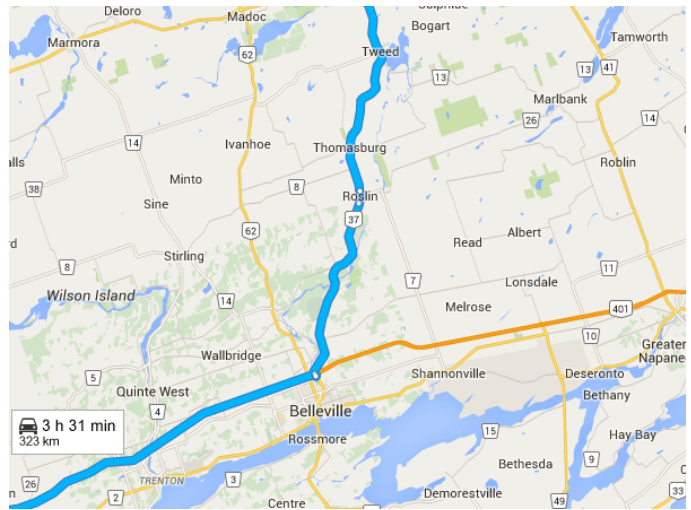 Deloro
Madoc
Bogart
Marmora
Tweed
Tamworth
62
13
13
41
Marlbank
14
Ivanhoe
26
14
Thomasburg
Roblin
Minto
8
38
Sine
Roslin
37
62
Albert
Read
Stirling
8
7
11
Lonsdale
Wilson Island
14
Melrose
401
10
Wallbridge
Greater
Napanee
5
Shannonville
Deseronto
Quinte West
Bethany
4
Belleville
3 h 31 min
323 km
Rossmore
15
Hay Bay
26
Bethesda
9
TRENTON
3
2
Demorestville
33
Centre
49